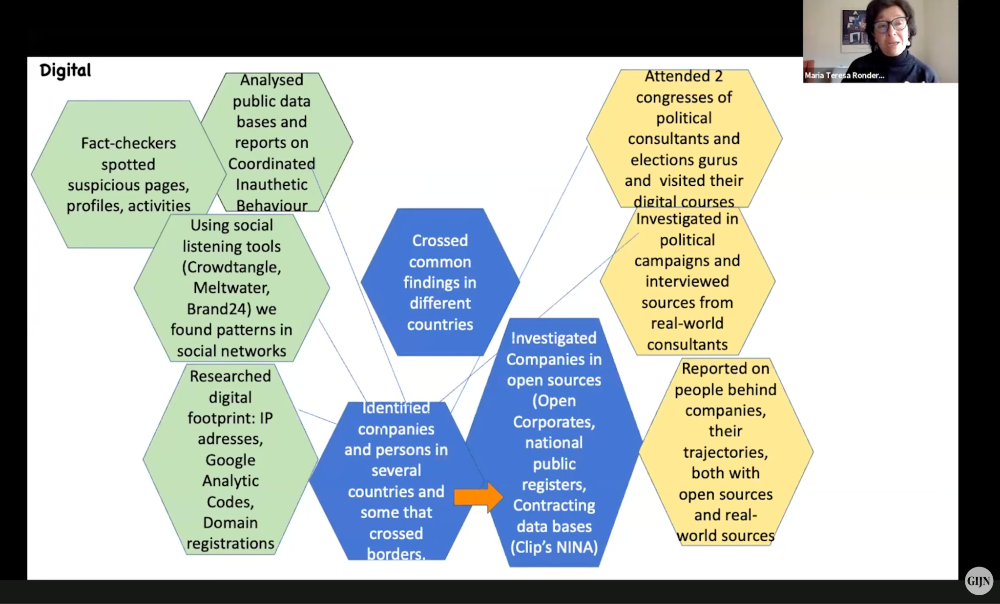 Digital
Fact-checkers
spotted
suspicious pages,
profiles, activities
Analysed
public data
bases and
reports on
Coordinated
Inauthetic
Behaviour
Using social
listening tools
(Crowdtangle,
Meltwater,
Brand24) we
found patterns in
social networks
Researched
digital
footprint: IP
adresses,
Google
Analytic
Codes,
Domain
registrations
Crossed
common
findings in
different
countries
Identified
companies
and persons in
several
countries and
some that
crossed
borders.
Investigated
Companies in
open sources
(Open
Corporates,
national
public
registers,
Contracting
data bases
(Clip's NINA)
Attended 2
congresses of
political
consultants and
elections gurus
and visited their
digital courses
Investigated in
political
campaigns and
interviewed
sources from
real-world
consultants
Reported on
people behind
companies,
their
trajectories,
both with
open sources
and real-
world sources
Maria Teresa Ronder...
GIJN